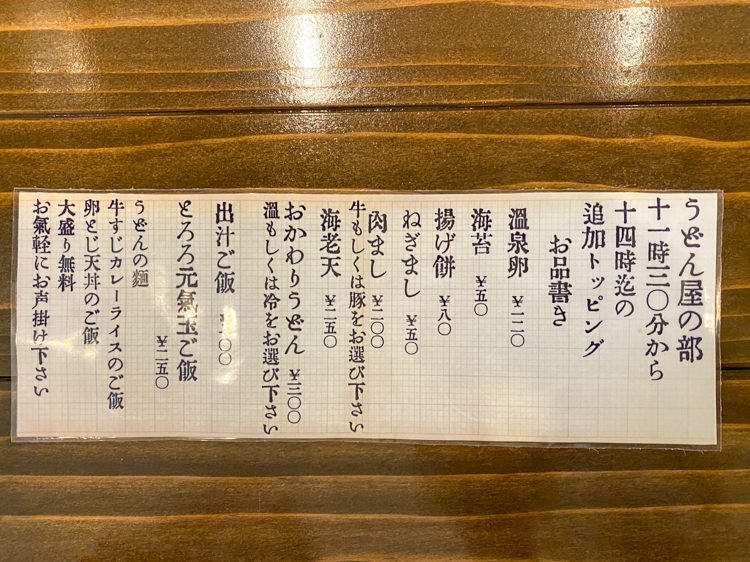 うどん屋の部
十一時三〇分から
十四時迄の
追加トッピング
お品書き
温泉卵 ¥一二〇
海苔 ¥五〇
揚げ餅 ¥八〇
ねぎまし ¥五〇
肉まし ¥二〇〇
牛もしくは豚をお選び下さい
海老天 ¥二五〇
おかわりうどん ¥三〇〇
温もしくは冷をお選び下さい
出汁ご飯 〇〇
とろろ元氣玉ご飯
¥二五〇
うどんの麺
牛すじカレーライスのご飯
卵とじ天丼のご飯
大盛り無料
お氣軽にお声掛け下さい